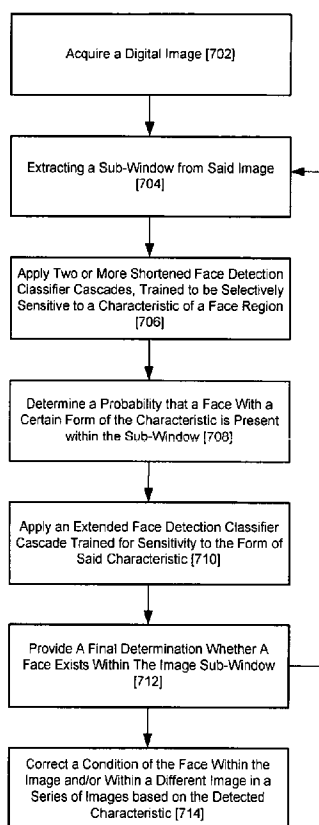 Acquire a Digital Image [702]
Extracting a Sub-Window from Said Image
[704]
Apply Two or More Shortened Face Detection
Classifier Cascades, Trained to be Selectively
Sensitive to a Characteristic of a Face Region
[706]
Determine a Probability that a Face With a
Certain Form of the Characteristic is Present
within the Sub-Window [708]
Apply an Extended Face Detection Classifier
Cascade Trained for Sensitivity to the Form of
Said Characteristic [710]
Provide A Final Determination Whether A
Face Exists Within The Image Sub-Window
[712]
Correct a Condition of the Face Within the
Image and/or Within a Different Image in a
Series of Images based on the Detected
Characteristic [714]